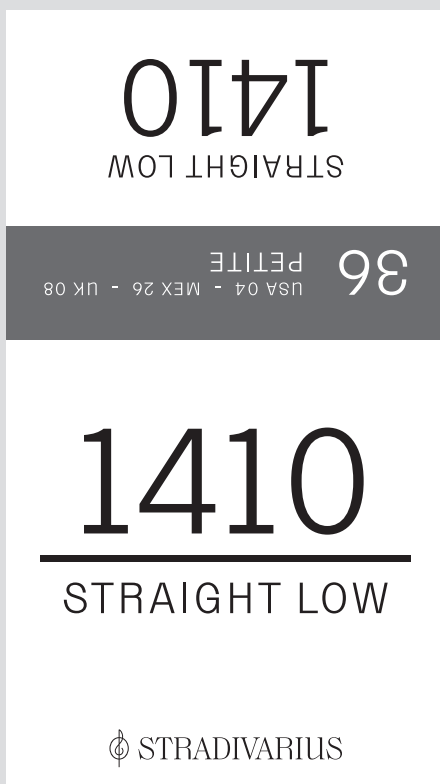 1410
STRAIGHT LOW
36
PETITE
USA 04 - MEX 26 - UK 08
1410
STRAIGHT LOW
STRADIVARIUS